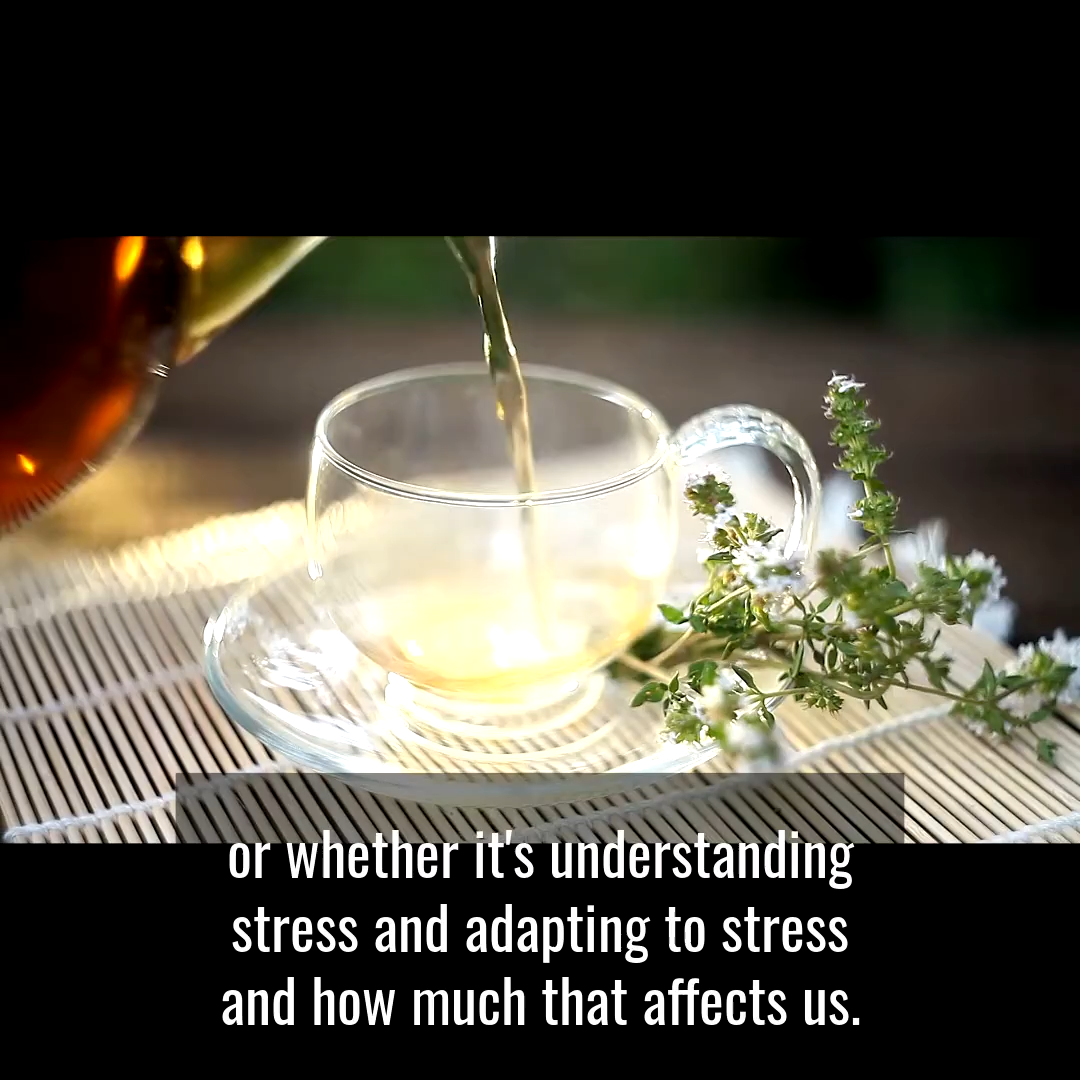 or whether it's understanding
stress and adapting to stress
and how much that affects us.